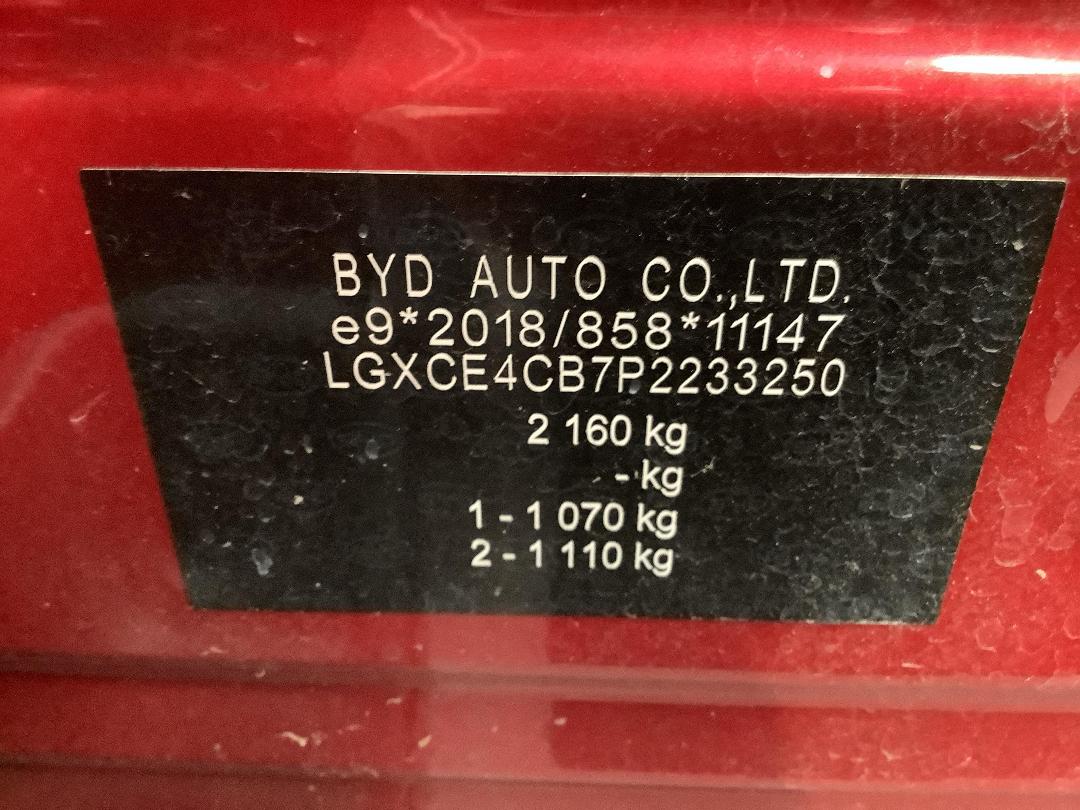 BYD AUTO CO.,LTD.
e9*2018/858*11147
LGXCE4CB7P2233250
2 160 kg
- kg
1 - 1 070 kg
2 - 1 110 kg